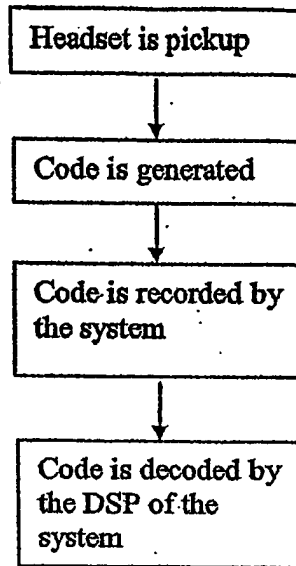 Headset is pickup
Code is generated
Code is recorded by
the system
Code is decoded by
the DSP of the
system